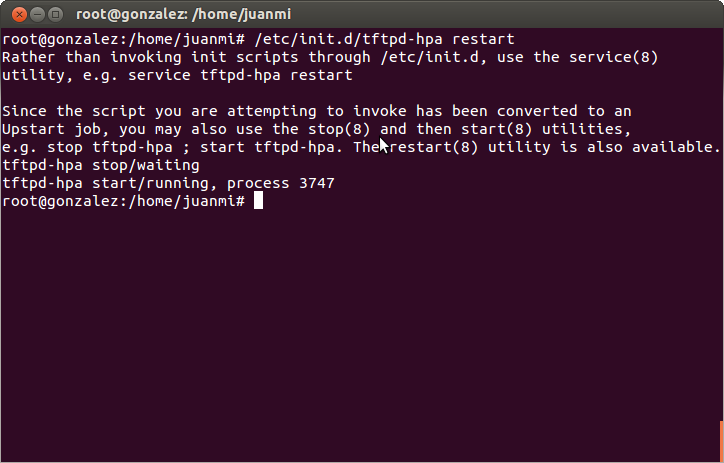 root@gonzalez: /home/juanmi
root@gonzalez:/home/juanmi# /etc/init.d/tftpd-hpa restart
Rather than invoking init scripts through /etc/init.d, use the service(8)
utility, e.g. service tftpd-hpa restart

Since the script you are attempting to invoke has been converted to an
Upstart job, you may also use the stop(8) and then start(8) utilities,
e.g. stop tftpd-hpa ; start tftpd-hpa. The restart(8) utility is also available.
tftpd-hpa stop/waiting
tftpd-hpa start/running, process 3747
root@gonzalez:/home/juanmi#